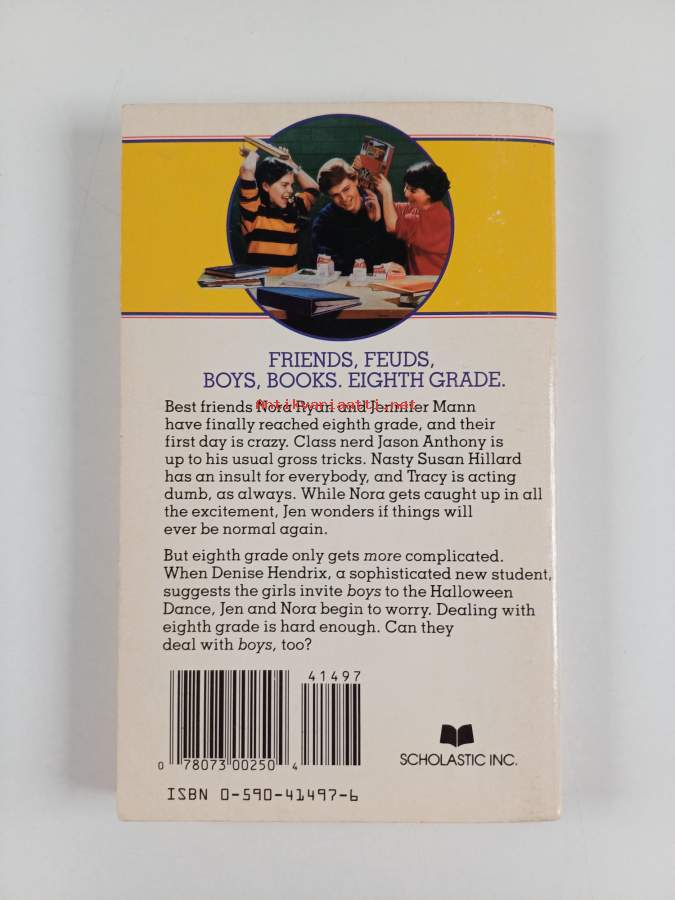 FRIENDS, FEUDS,
BOYS, BOOKS. EIGHTH GRADE.
antikvariaatti.net
Best friends Nora Ryan and Jennifer Mann
have finally reached eighth grade, and their
first day is crazy. Class nerd Jason Anthony is
up to his usual gross tricks. Nasty Susan Hillard
has an insult for everybody, and Tracy is acting
dumb, as always. While Nora gets caught up in all
the excitement, Jen wonders if things will
ever be normal again.
But eighth grade only gets more complicated.
When Denise Hendrix, a sophisticated new student,
suggests the girls invite boys to the Halloween
Dance, Jen and Nora begin to worry. Dealing with
eighth grade is hard enough. Can they
deal with boys, too?
41497
0 78073 00250 4
SCHOLASTIC INC.
ISBN 0-590-41497-6